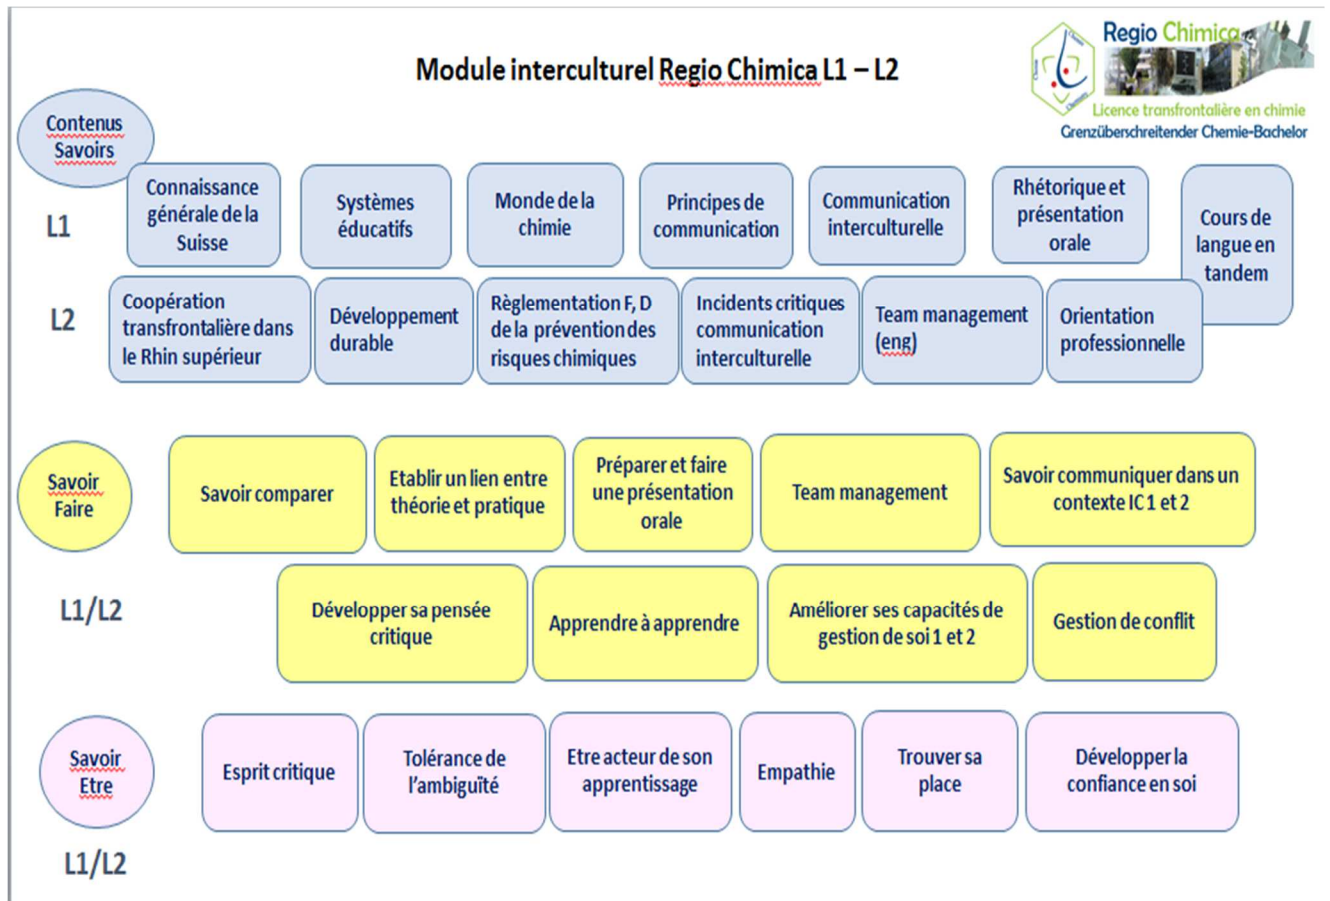 Module interculturel Regio Chimica L1 – L2
Regio Chimica
Licence transfrontalière en chimie
Grenzüberschreitender Chemie-Bachelor
Contenus
Savoirs
L1
Connaissance
générale de la
Suisse
Systèmes
éducatifs
Monde de la
chimie
Principes de
communication
Communication
interculturelle
Rhétorique et
présentation
orale
Cours de
langue en
tandem
L2
Coopération
transfrontalière dans
le Rhin supérieur
Développement
durable
Règlementation F, D
de la prévention des
risques chimiques
Incidents critiques
communication
interculturelle
Team management
(eng)
Orientation
professionnelle
Savoir
Faire
L1/L2
Savoir comparer
Etablir un lien entre
théorie et pratique
Préparer et faire
une présentation
orale
Team management
Savoir communiquer dans un
contexte IC 1 et 2
Développer sa pensée
critique
Apprendre à apprendre
Améliorer ses capacités de
gestion de soi 1 et 2
Gestion de conflit
Savoir
Etre
L1/L2
Esprit critique
Tolérance de
l'ambiguïté
Etre acteur de son
apprentissage
Empathie
Trouver sa
place
Développer la
confiance en soi